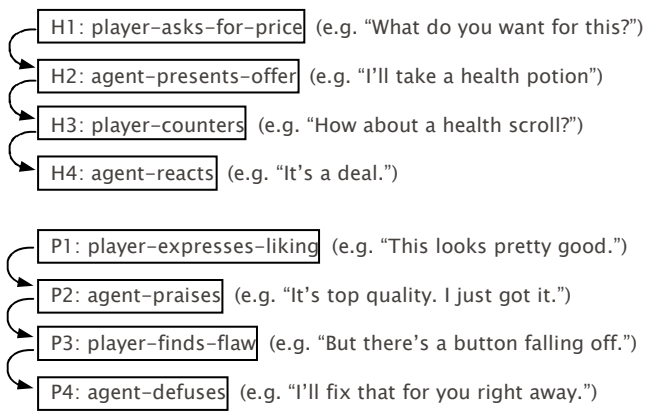 H1: player-asks-for-price (e.g. “What do you want for this?”)
H2: agent-presents-offer (e.g. “I’ll take a health potion”)
H3: player-counters (e.g. “How about a health scroll?”)
H4: agent-reacts (e.g. “It’s a deal.”)
P1: player-expresses-liking (e.g. “This looks pretty good.”)
P2: agent-praises (e.g. “It’s top quality. I just got it.”)
P3: player-finds-flaw (e.g. “But there’s a button falling off.”)
P4: agent-defuses (e.g. “I’ll fix that for you right away.”)